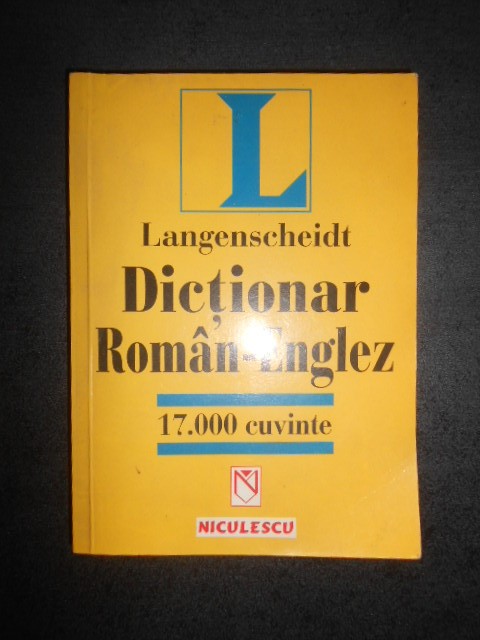 L
Langenscheidt
Dicționar
Român-Englez
17.000 cuvinte
N
NICULESCU